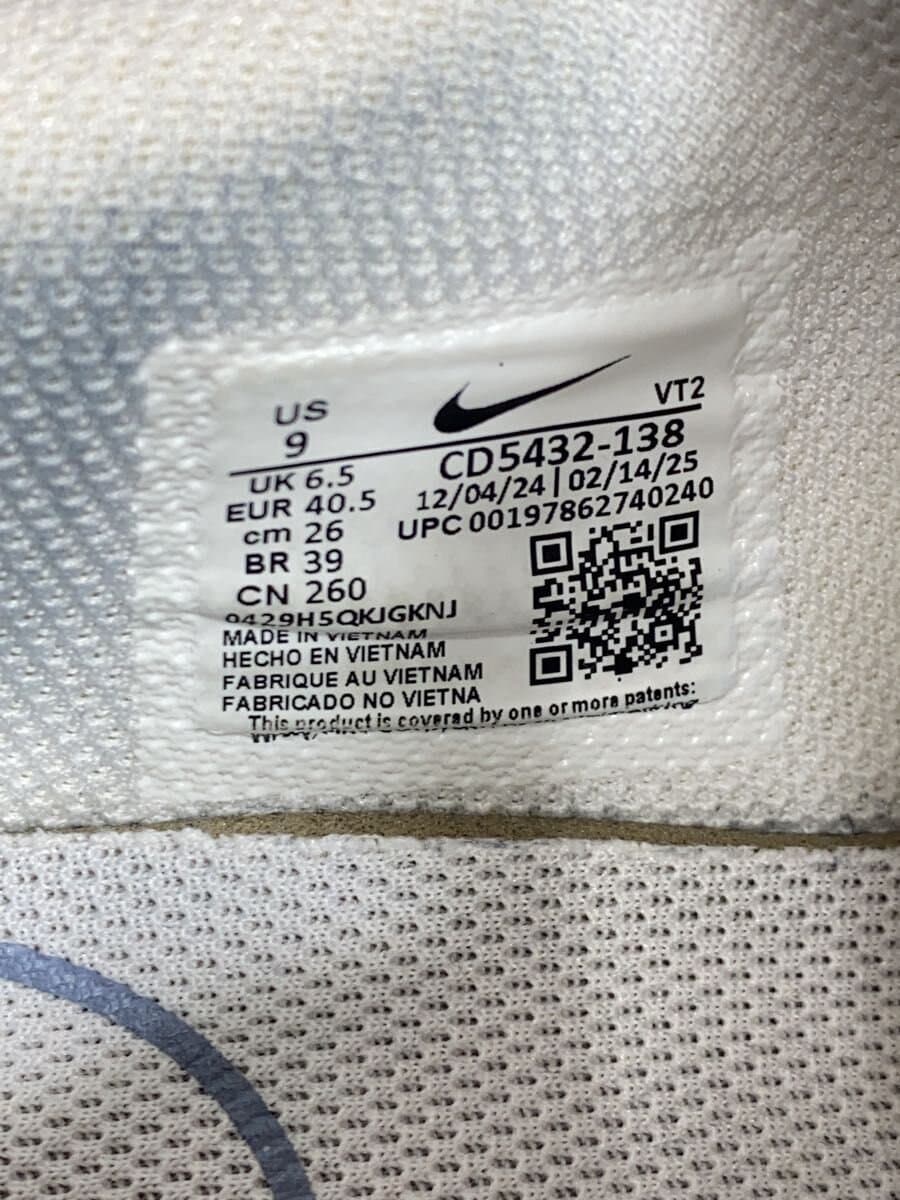 US
9
VT2
UK 6.5
EUR 40.5
cm 26
BR 39
CN 260
CD5432-138
12/04/24 | 02/14/25
UPC 00197862740240
9429H5QKJGKNJ
MADE IN VIETNAM
HECHO EN VIETNAM
FABRIQUE AU VIETNAM
FABRICADO NO VIETNA
This product is covered by one or more patents: